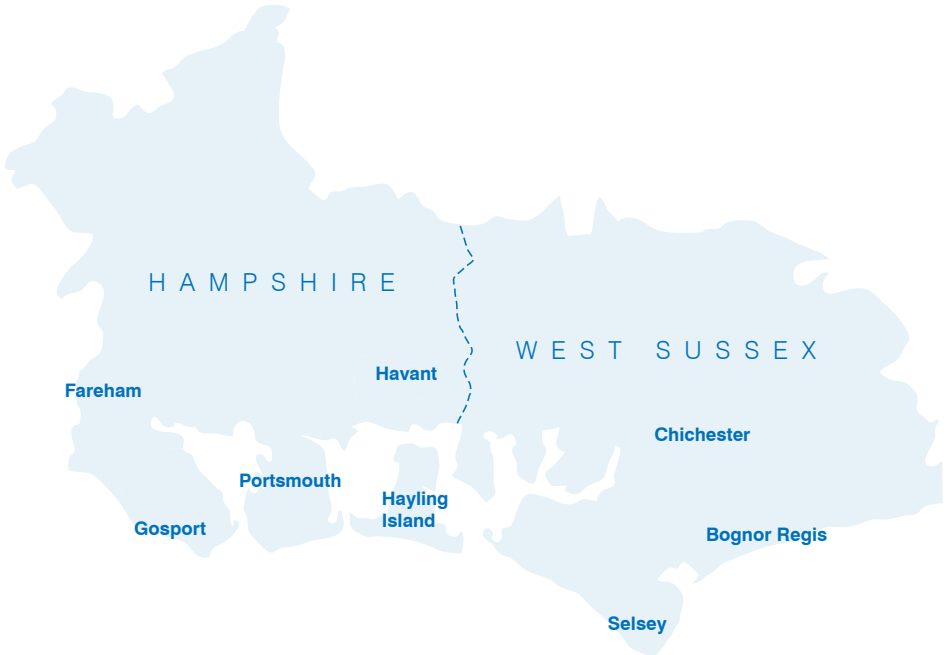 HAMPSHIRE
WEST SUSSEX
Havant
Fareham
Chichester
Portsmouth
Hayling
Island
Gosport
Bognor Regis
Selsey